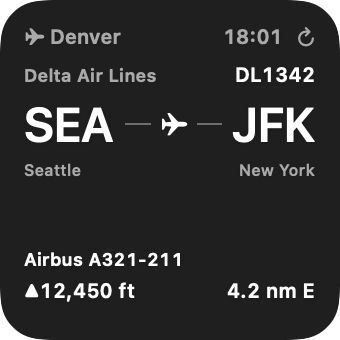 Denver 18:01
Delta Air Lines DL1342
SEA JFK
Seattle New York
Airbus A321-211
▲12,450 ft 4.2 nm E